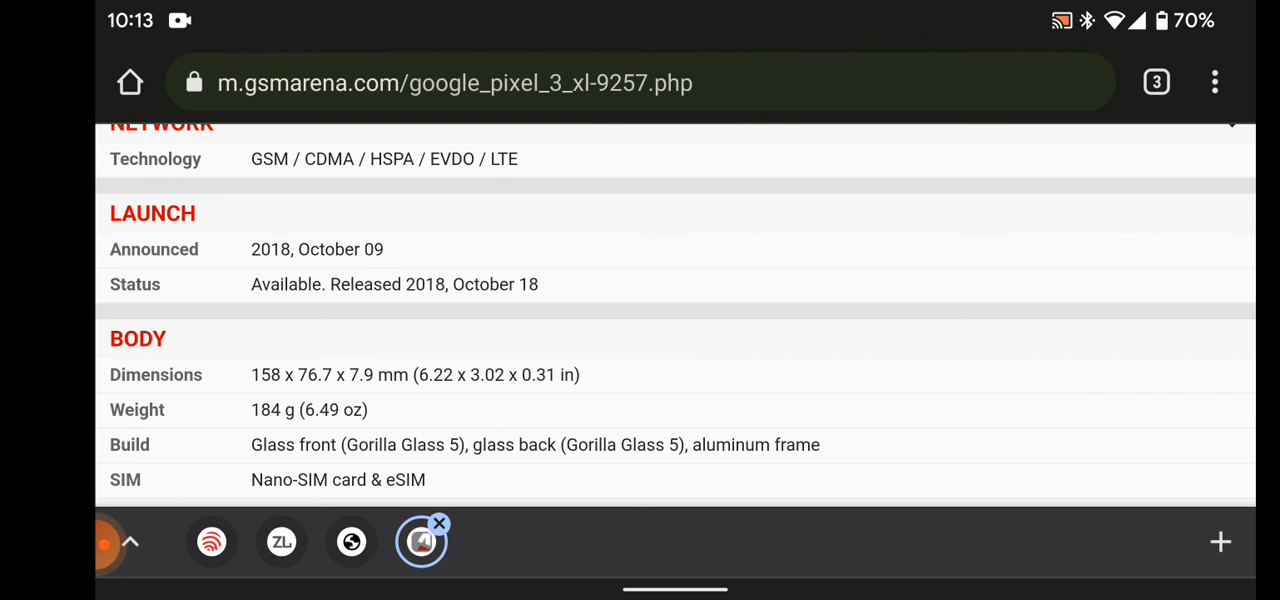 10:13
70%
m.gsmarena.com/google_pixel_3_xl-9257.php
3
NETWORK
Technology GSM / CDMA / HSPA / EVDO / LTE
LAUNCH
Announced 2018, October 09
Status Available. Released 2018, October 18
BODY
Dimensions 158 x 76.7 x 7.9 mm (6.22 x 3.02 x 0.31 in)
Weight 184 g (6.49 oz)
Build Glass front (Gorilla Glass 5), glass back (Gorilla Glass 5), aluminum frame
SIM Nano-SIM card & eSIM
ZL